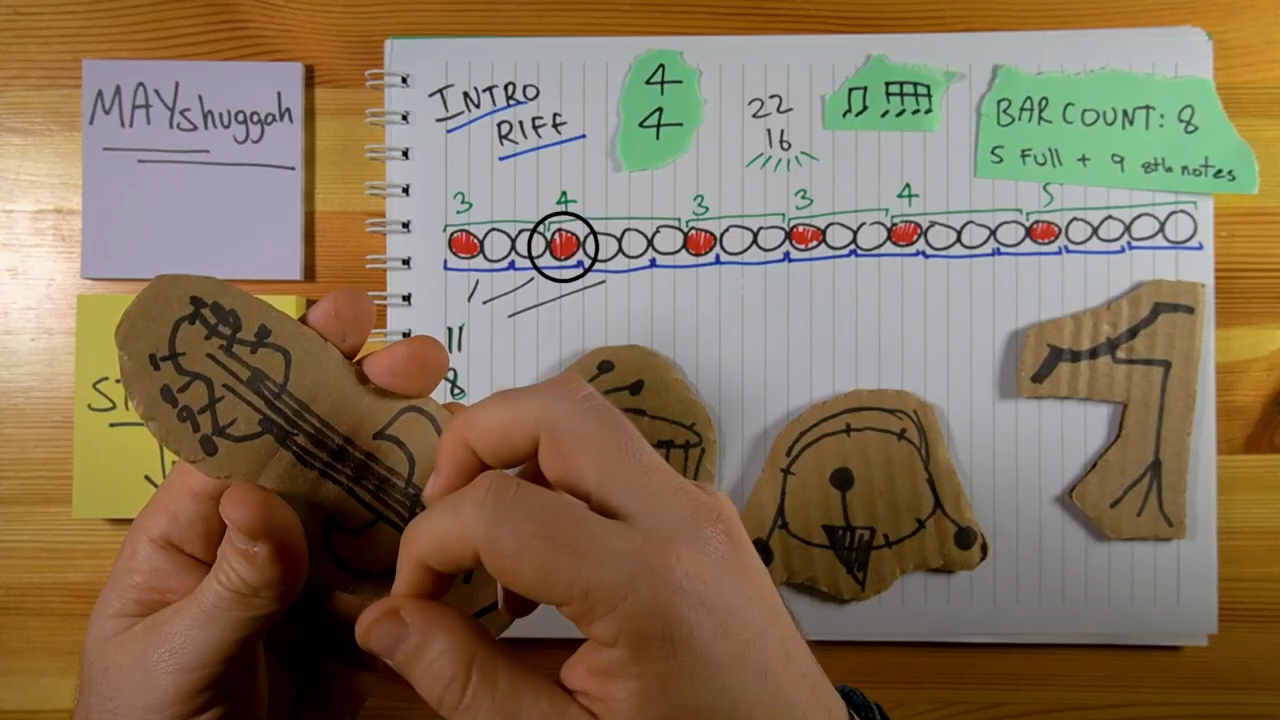 MAYshuggah
INTRO
RIFF
4
4
22
16
BAR COUNT: 8
5 Full + 9 8th notes
3 4 3 3 4 5
11
8